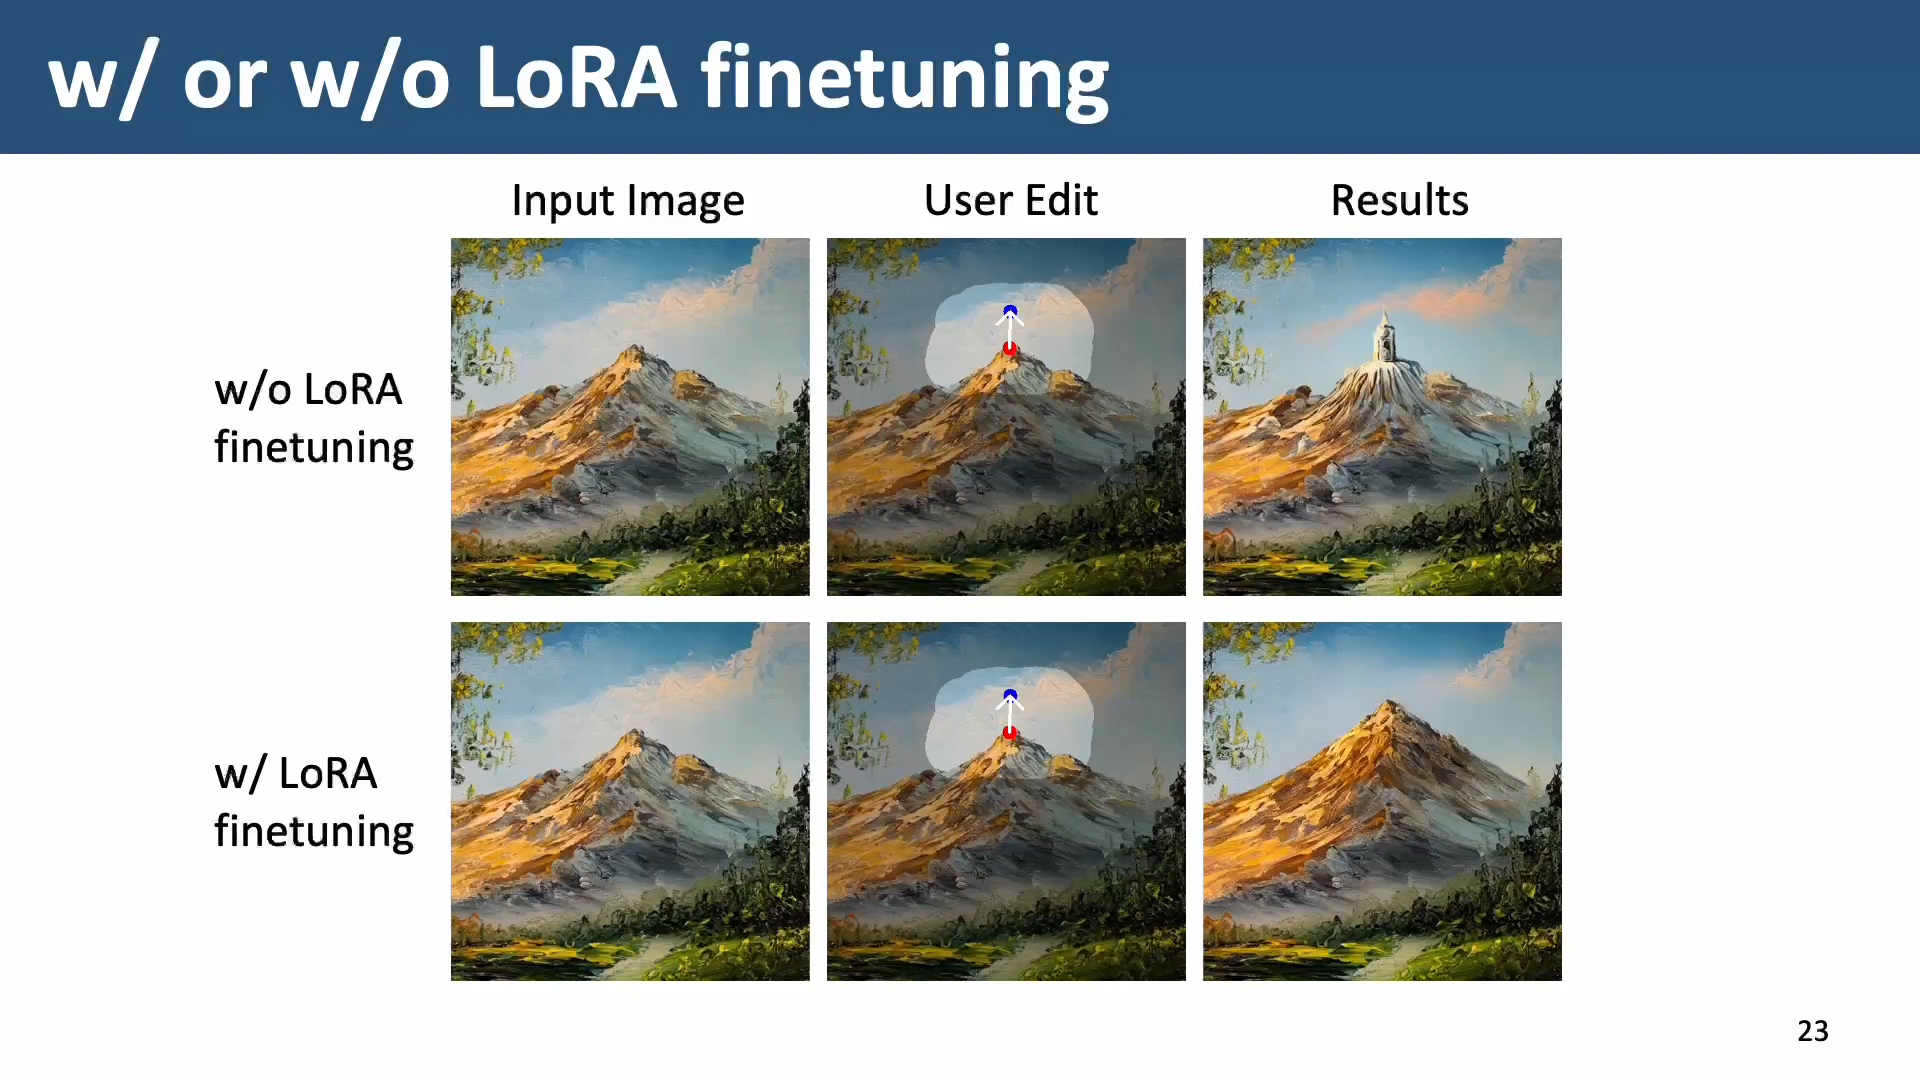 w/ or w/o LoRA finetuning
Input Image
User Edit
Results
w/o LoRA
finetuning
w/ LoRA
finetuning
23